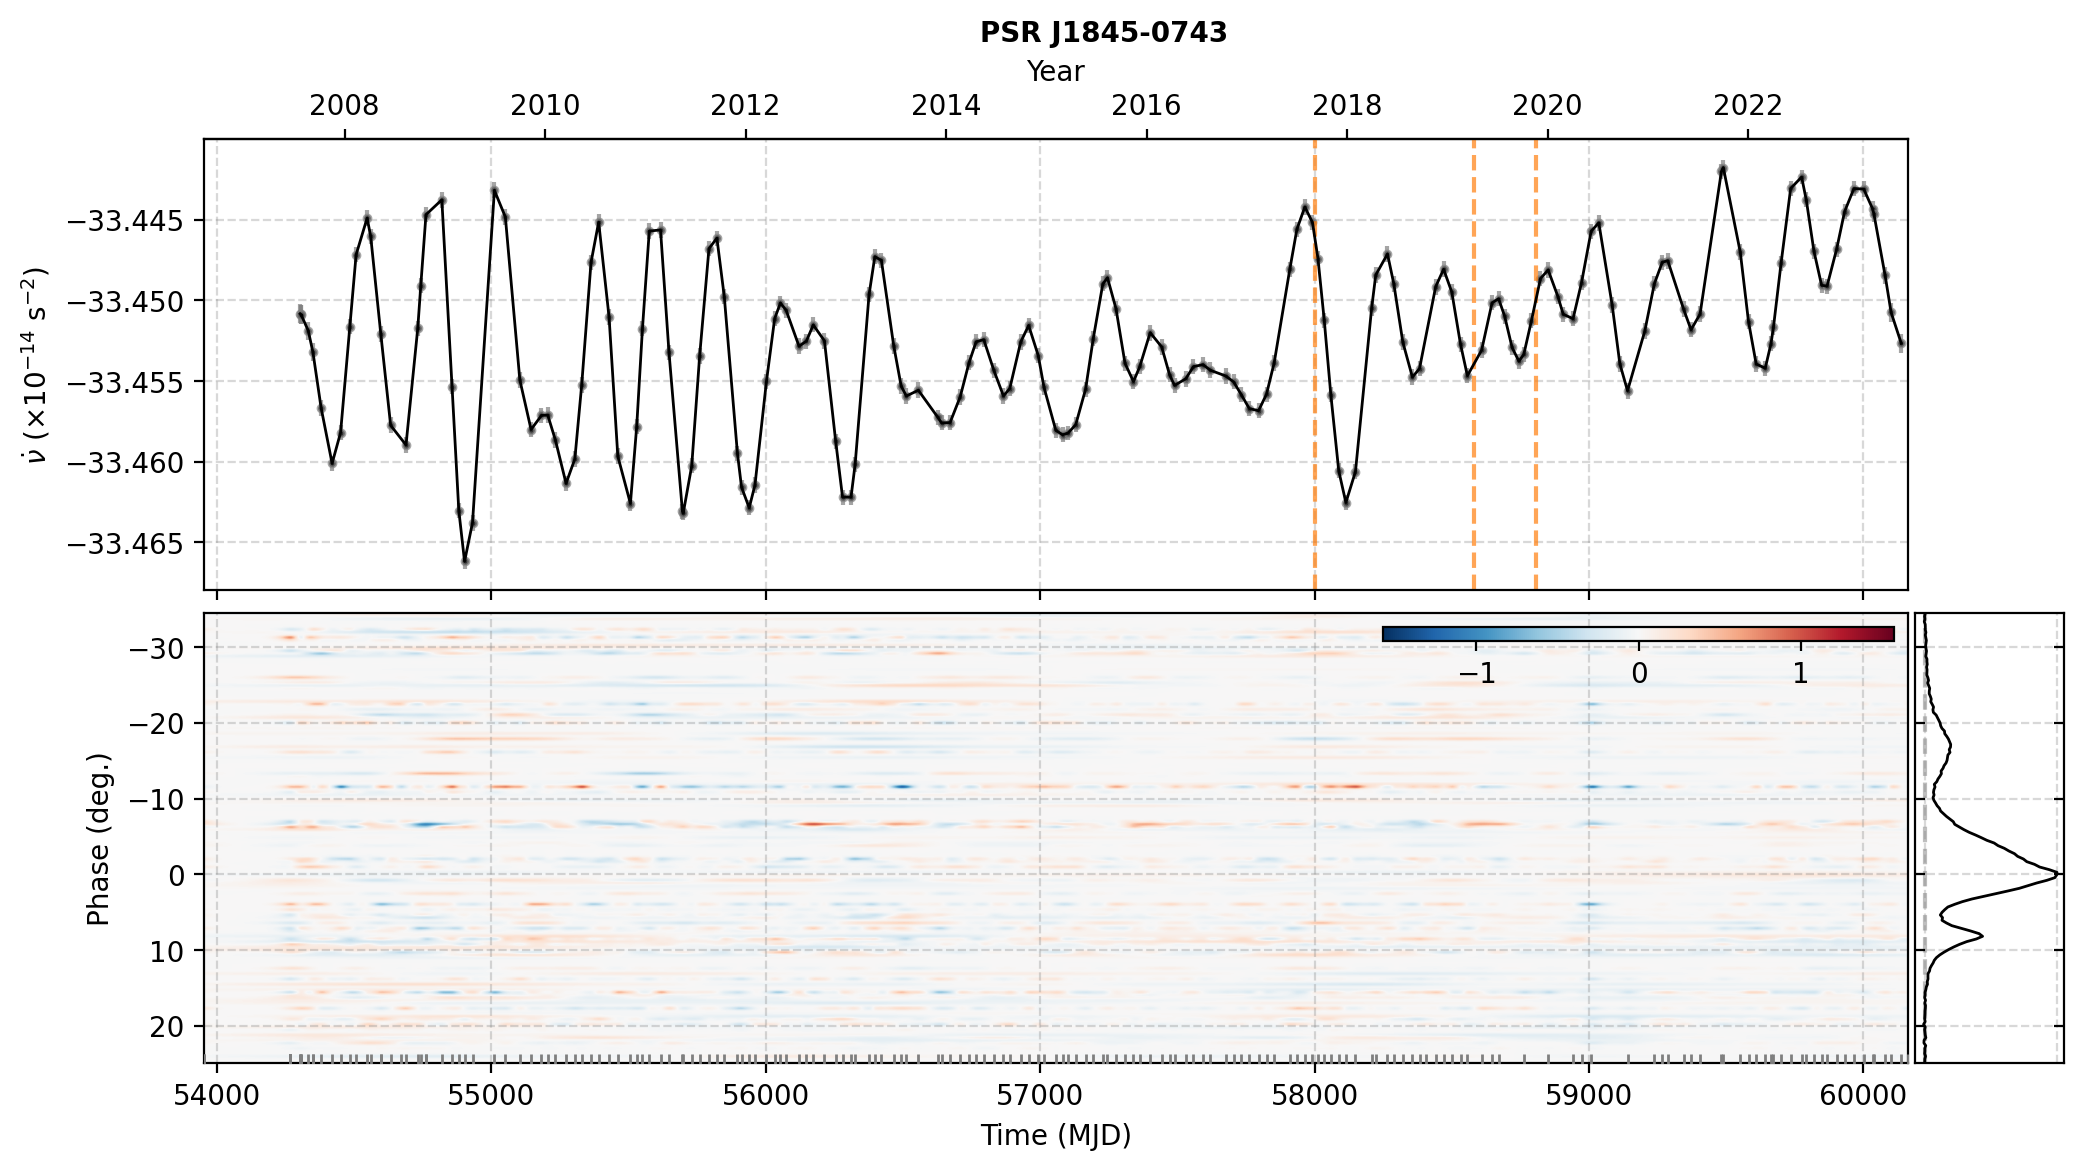 PSR J1845-0743
Year
2008 2010 2012 2014 2016 2018 2020 2022
ν̇ (×10⁻¹⁴ s⁻²)
−33.445
−33.450
−33.455
−33.460
−33.465
Phase (deg.)
−30
−20
−10
0
10
20
−1 0 1
54000 55000 56000 57000 58000 59000 60000
Time (MJD)